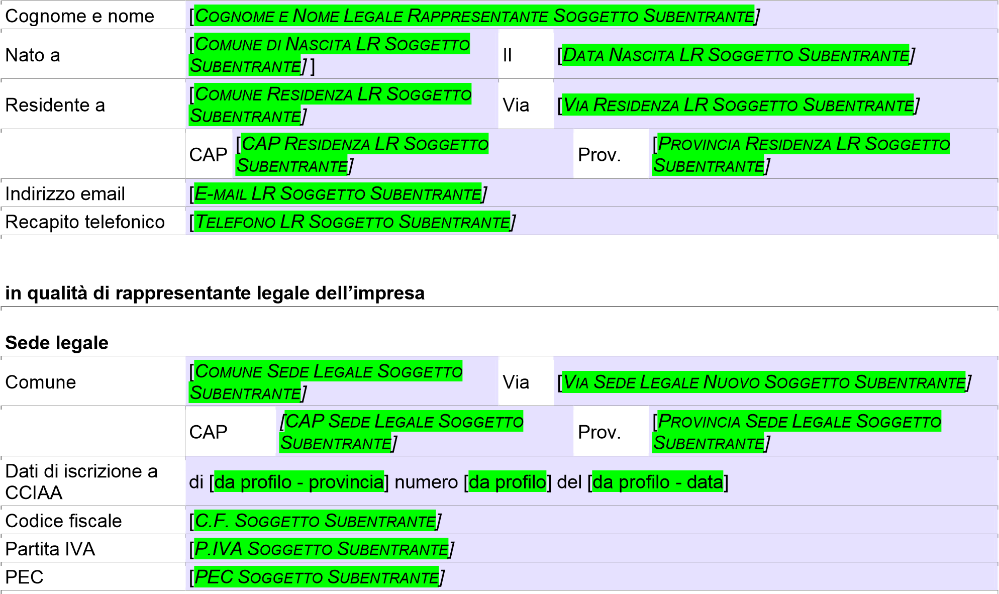 Cognome e nome [COGNOME E NOME LEGALE RAPPRESENTANTE SOGGETTO SUBENTRANTE]
Nato a [COMUNE DI NASCITA LR SOGGETTO SUBENTRANTE] ] Il [DATA NASCITA LR SOGGETTO SUBENTRANTE]
Residente a [COMUNE RESIDENZA LR SOGGETTO SUBENTRANTE] Via [VIA RESIDENZA LR SOGGETTO SUBENTRANTE]
CAP [CAP RESIDENZA LR SOGGETTO SUBENTRANTE] Prov. [PROVINCIA RESIDENZA LR SOGGETTO SUBENTRANTE]
Indirizzo email [E-MAIL LR SOGGETTO SUBENTRANTE]
Recapito telefonico [TELEFONO LR SOGGETTO SUBENTRANTE]
in qualità di rappresentante legale dell’impresa
Sede legale
Comune [COMUNE SEDE LEGALE SOGGETTO SUBENTRANTE] Via [VIA SEDE LEGALE NUOVO SOGGETTO SUBENTRANTE]
CAP [CAP SEDE LEGALE SOGGETTO SUBENTRANTE] Prov. [PROVINCIA SEDE LEGALE SOGGETTO SUBENTRANTE]
Dati di iscrizione a CCIAA di [da profilo - provincia] numero [da profilo] del [da profilo - data]
Codice fiscale [C.F. SOGGETTO SUBENTRANTE]
Partita IVA [P.IVA SOGGETTO SUBENTRANTE]
PEC [PEC SOGGETTO SUBENTRANTE]